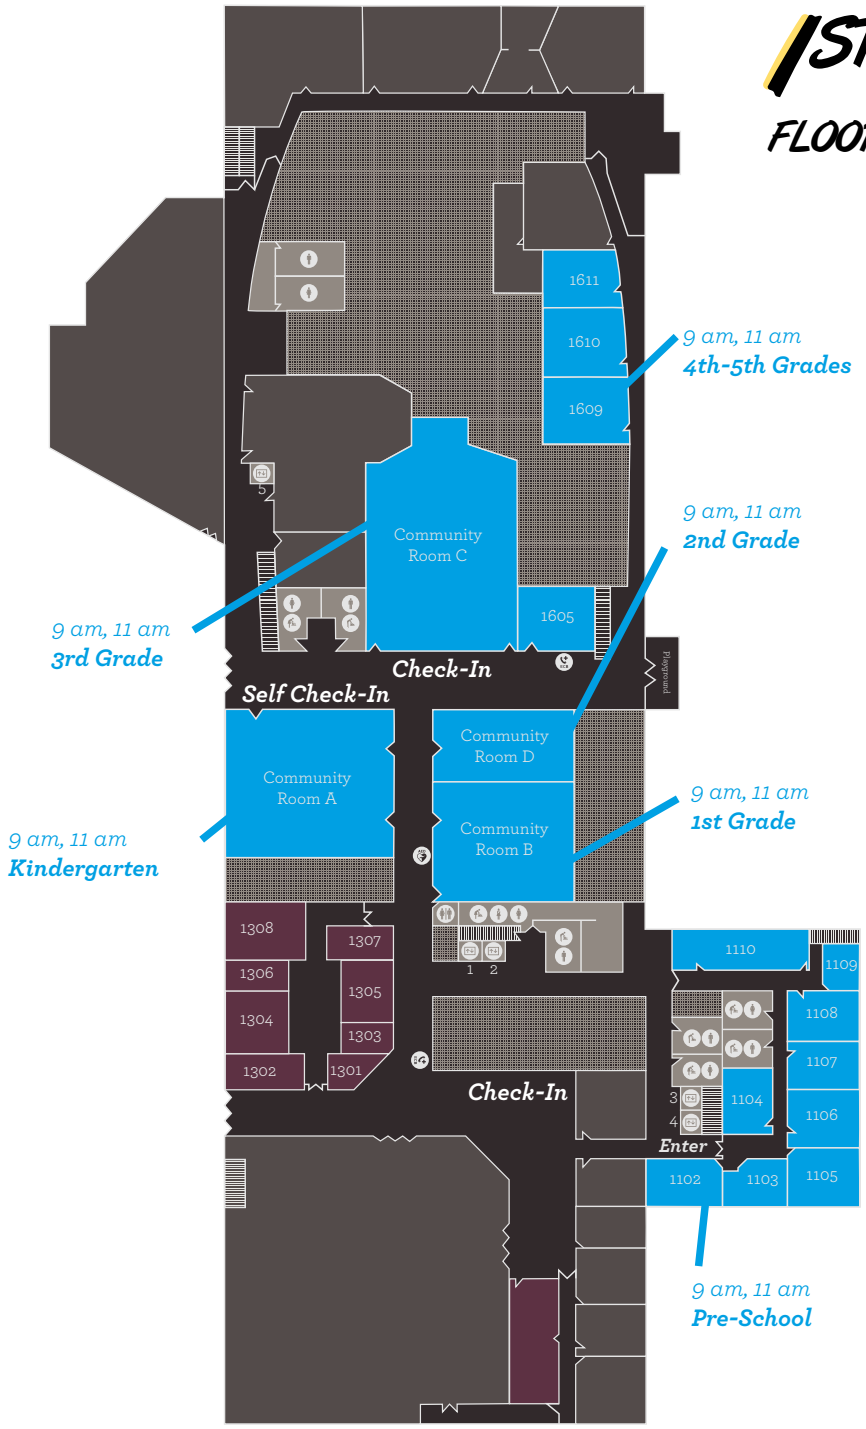 1ST
FLOOR
1611
1610
1609
9 am, 11 am
4th-5th Grades
5
Community
Room C
9 am, 11 am
2nd Grade
1605
9 am, 11 am
3rd Grade
Check-In
Playground
Self Check-In
Community
Room D
Community
Room A
9 am, 11 am
1st Grade
Community
Room B
9 am, 11 am
Kindergarten
1308
1307
1306
1305
1304
1303
1302
1301
1 2
1110
1109
1108
1107
1106
1105
1104
3
4
Check-In
Enter
1102
1103
9 am, 11 am
Pre-School